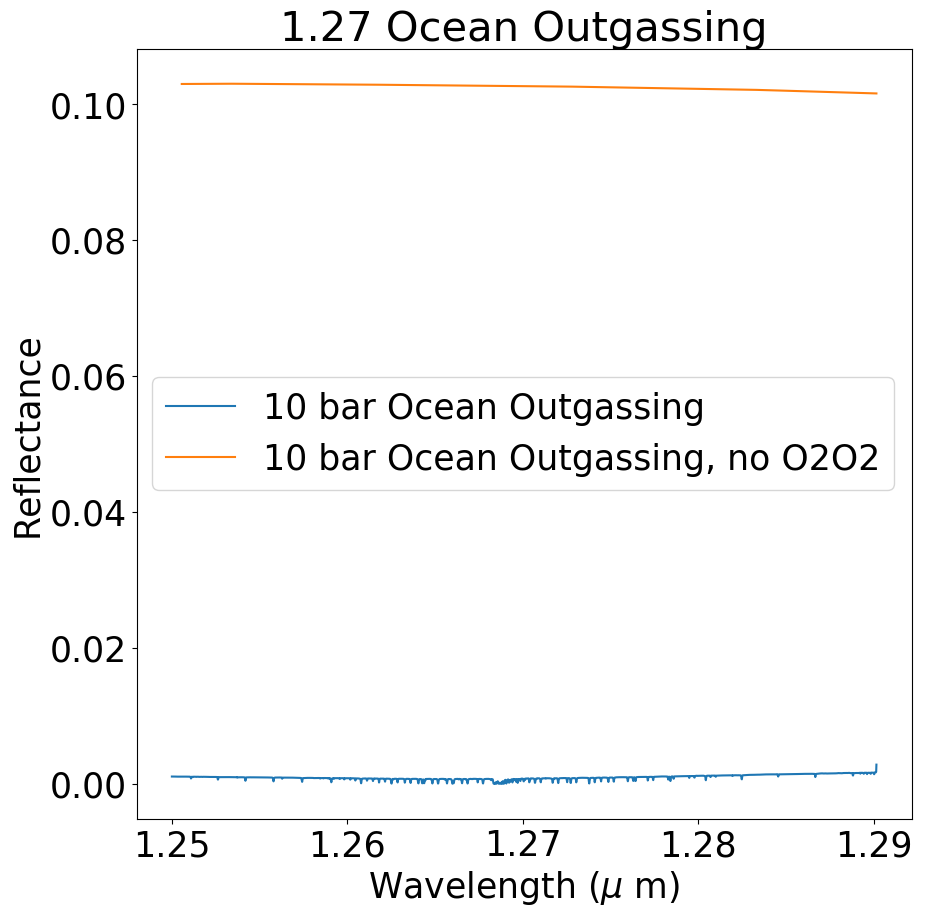 1.27 Ocean Outgassing
Reflectance
0.10
0.08
0.06
0.04
0.02
0.00
10 bar Ocean Outgassing
10 bar Ocean Outgassing, no O2O2
1.25 1.26 1.27 1.28 1.29
Wavelength (μ m)